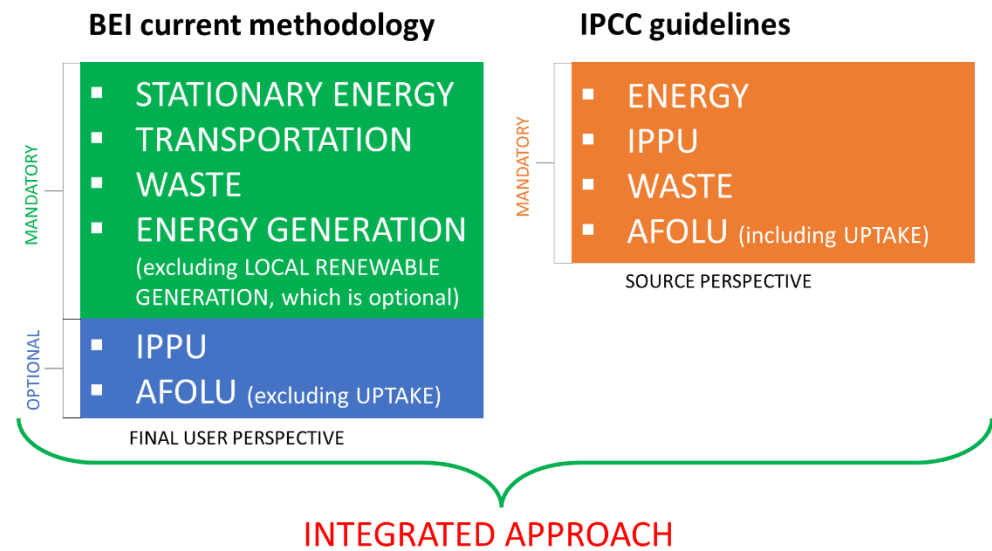 BEI current methodology
MANDATORY
▪ STATIONARY ENERGY
▪ TRANSPORTATION
▪ WASTE
▪ ENERGY GENERATION
(excluding LOCAL RENEWABLE
GENERATION, which is optional)
OPTIONAL
▪ IPPU
▪ AFOLU (excluding UPTAKE)
FINAL USER PERSPECTIVE
IPCC guidelines
MANDATORY
▪ ENERGY
▪ IPPU
▪ WASTE
▪ AFOLU (including UPTAKE)
SOURCE PERSPECTIVE
INTEGRATED APPROACH